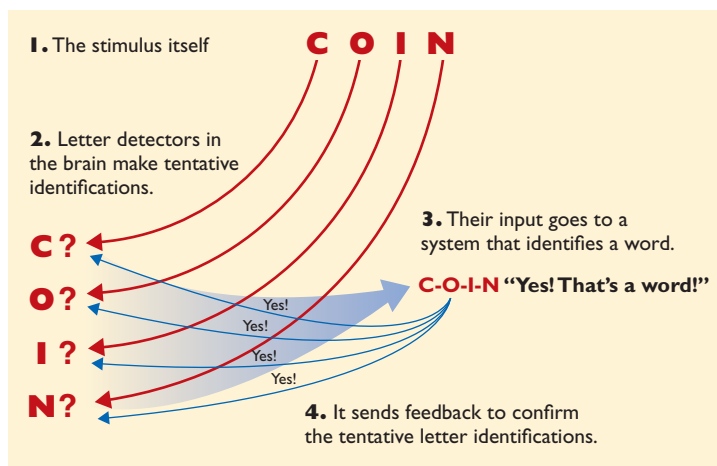 1. The stimulus itself
C O I N
2. Letter detectors in
the brain make tentative
identifications.
C?
O?
I?
N?
3. Their input goes to a
system that identifies a word.
C-O-I-N “Yes! That’s a word!”
Yes!
Yes!
Yes!
Yes!
4. It sends feedback to confirm
the tentative letter identifications.